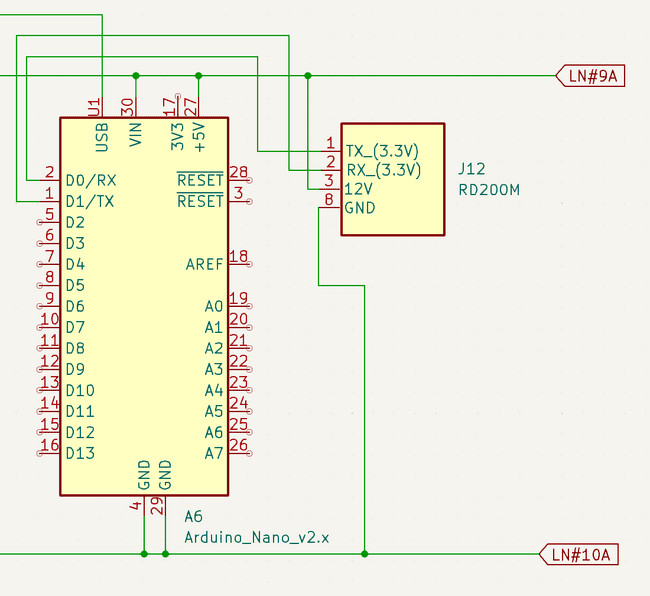 LN#9A
U1
30
17
27
USB
VIN
3V3
+5V
1 TX_(3.3V)
2 RX_(3.3V)
3 12V
8 GND
J12
RD200M
2 D0/RX
1 D1/TX
5 D2
6 D3
7 D4
8 D5
9 D6
10 D7
11 D8
12 D9
13 D10
14 D11
15 D12
16 D13
RESET 28
RESET 3
AREF 18
A0 19
A1 20
A2 21
A3 22
A4 23
A5 24
A6 25
A7 26
GND
GND
4
29
A6
Arduino_Nano_v2.x
LN#10A